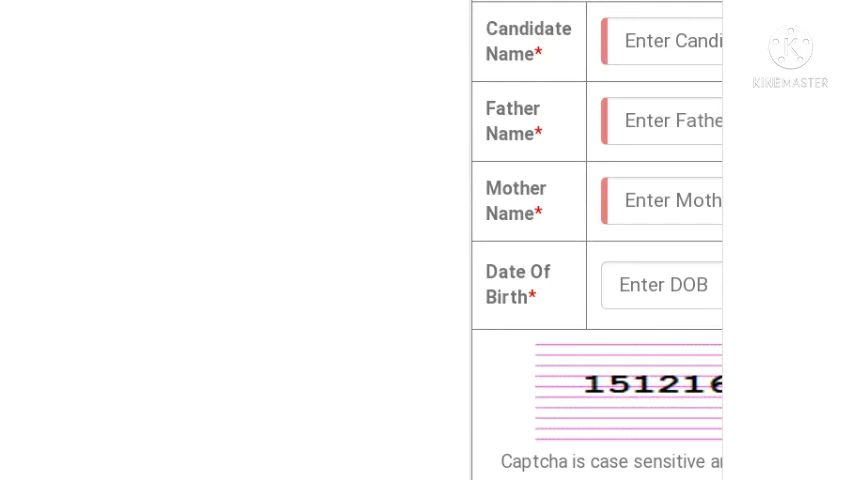 Candidate
Name*
Enter Candi
KINEMASTER
Father
Name*
Enter Fathe
Mother
Name*
Enter Moth
Date Of
Birth*
Enter DOB
151216
Captcha is case sensitive a